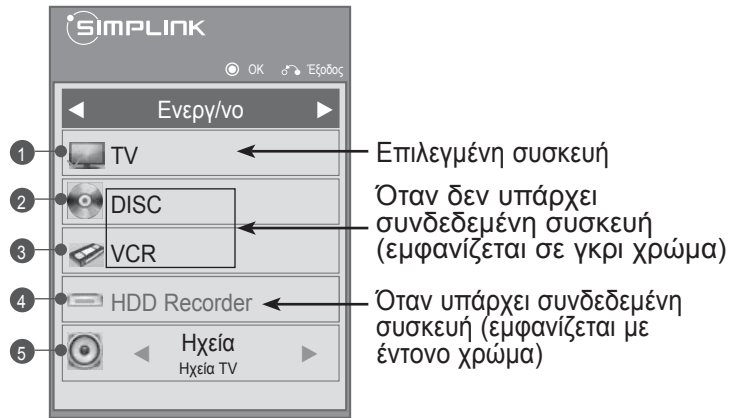 SIMPLINK
OK Έξοδος
Ενεργ/νο
1 TV
2 DISC
3 VCR
4 HDD Recorder
5 Ηχεία
Ηχεία TV
Επιλεγμένη συσκευή
Όταν δεν υπάρχει
συνδεδεμένη συσκευή
(εμφανίζεται σε γκρι χρώμα)
Όταν υπάρχει συνδεδεμένη
συσκευή (εμφανίζεται με
έντονο χρώμα)